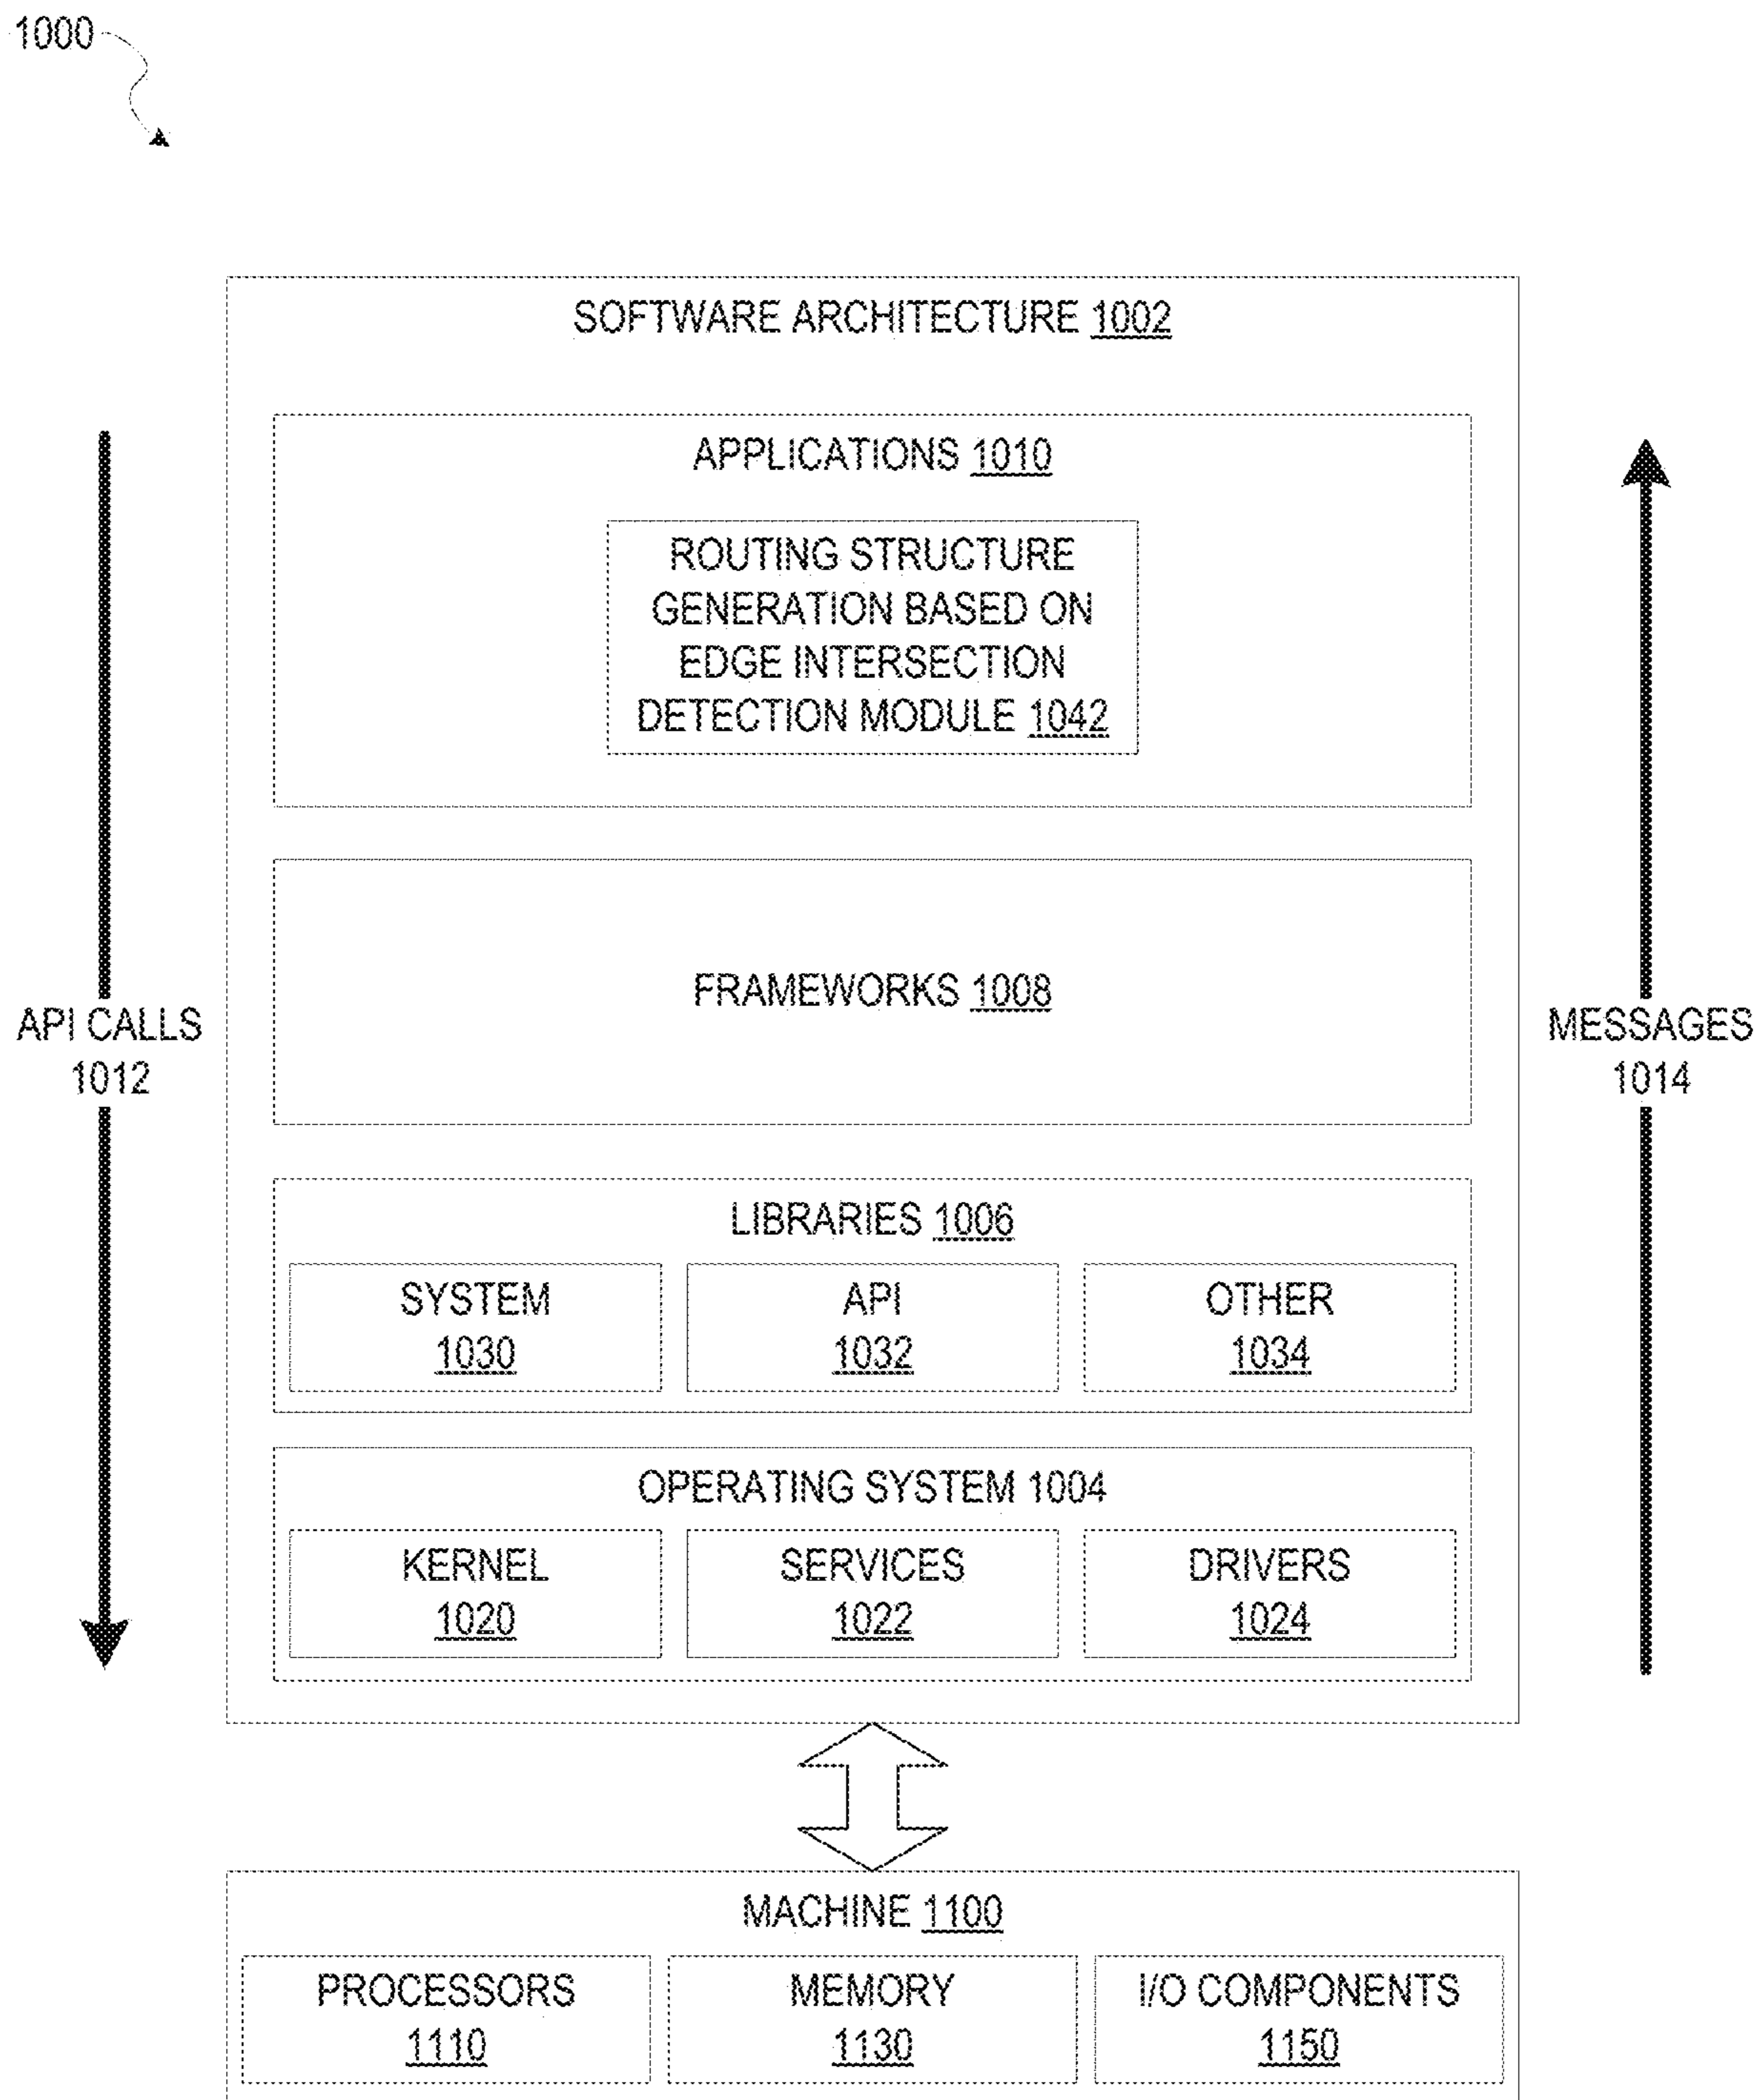 1000
SOFTWARE ARCHITECTURE 1002
APPLICATIONS 1010
ROUTING STRUCTURE
GENERATION BASED ON
EDGE INTERSECTION
DETECTION MODULE 1042
FRAMEWORKS 1008
API CALLS
1012
MESSAGES
1014
LIBRARIES 1006
SYSTEM
1030
API
1032
OTHER
1034
OPERATING SYSTEM 1004
KERNEL
1020
SERVICES
1022
DRIVERS
1024
MACHINE 1100
PROCESSORS
1110
MEMORY
1130
I/O COMPONENTS
1150